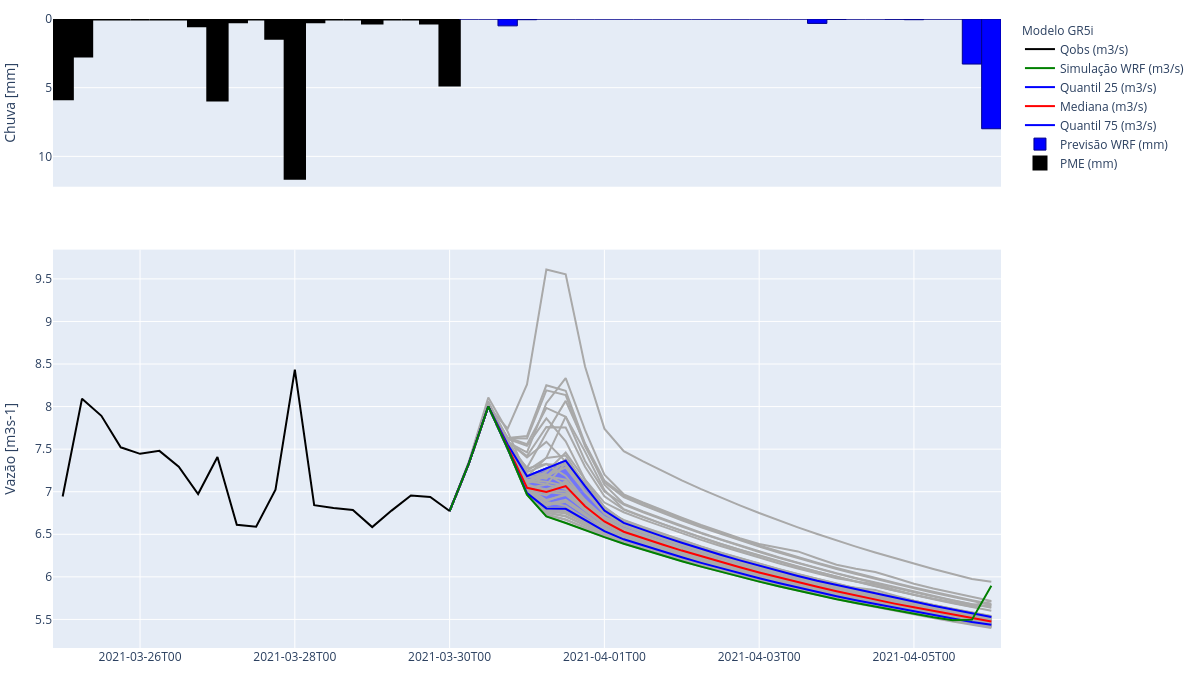 0
5
10
Chuva [mm]
Modelo GR5i
Qobs (m3/s)
Simulação WRF (m3/s)
Quantil 25 (m3/s)
Mediana (m3/s)
Quantil 75 (m3/s)
Previsão WRF (mm)
PME (mm)
9.5
9
8.5
8
7.5
7
6.5
6
5.5
Vazão [m3s-1]
2021-03-26T00
2021-03-28T00
2021-03-30T00
2021-04-01T00
2021-04-03T00
2021-04-05T00